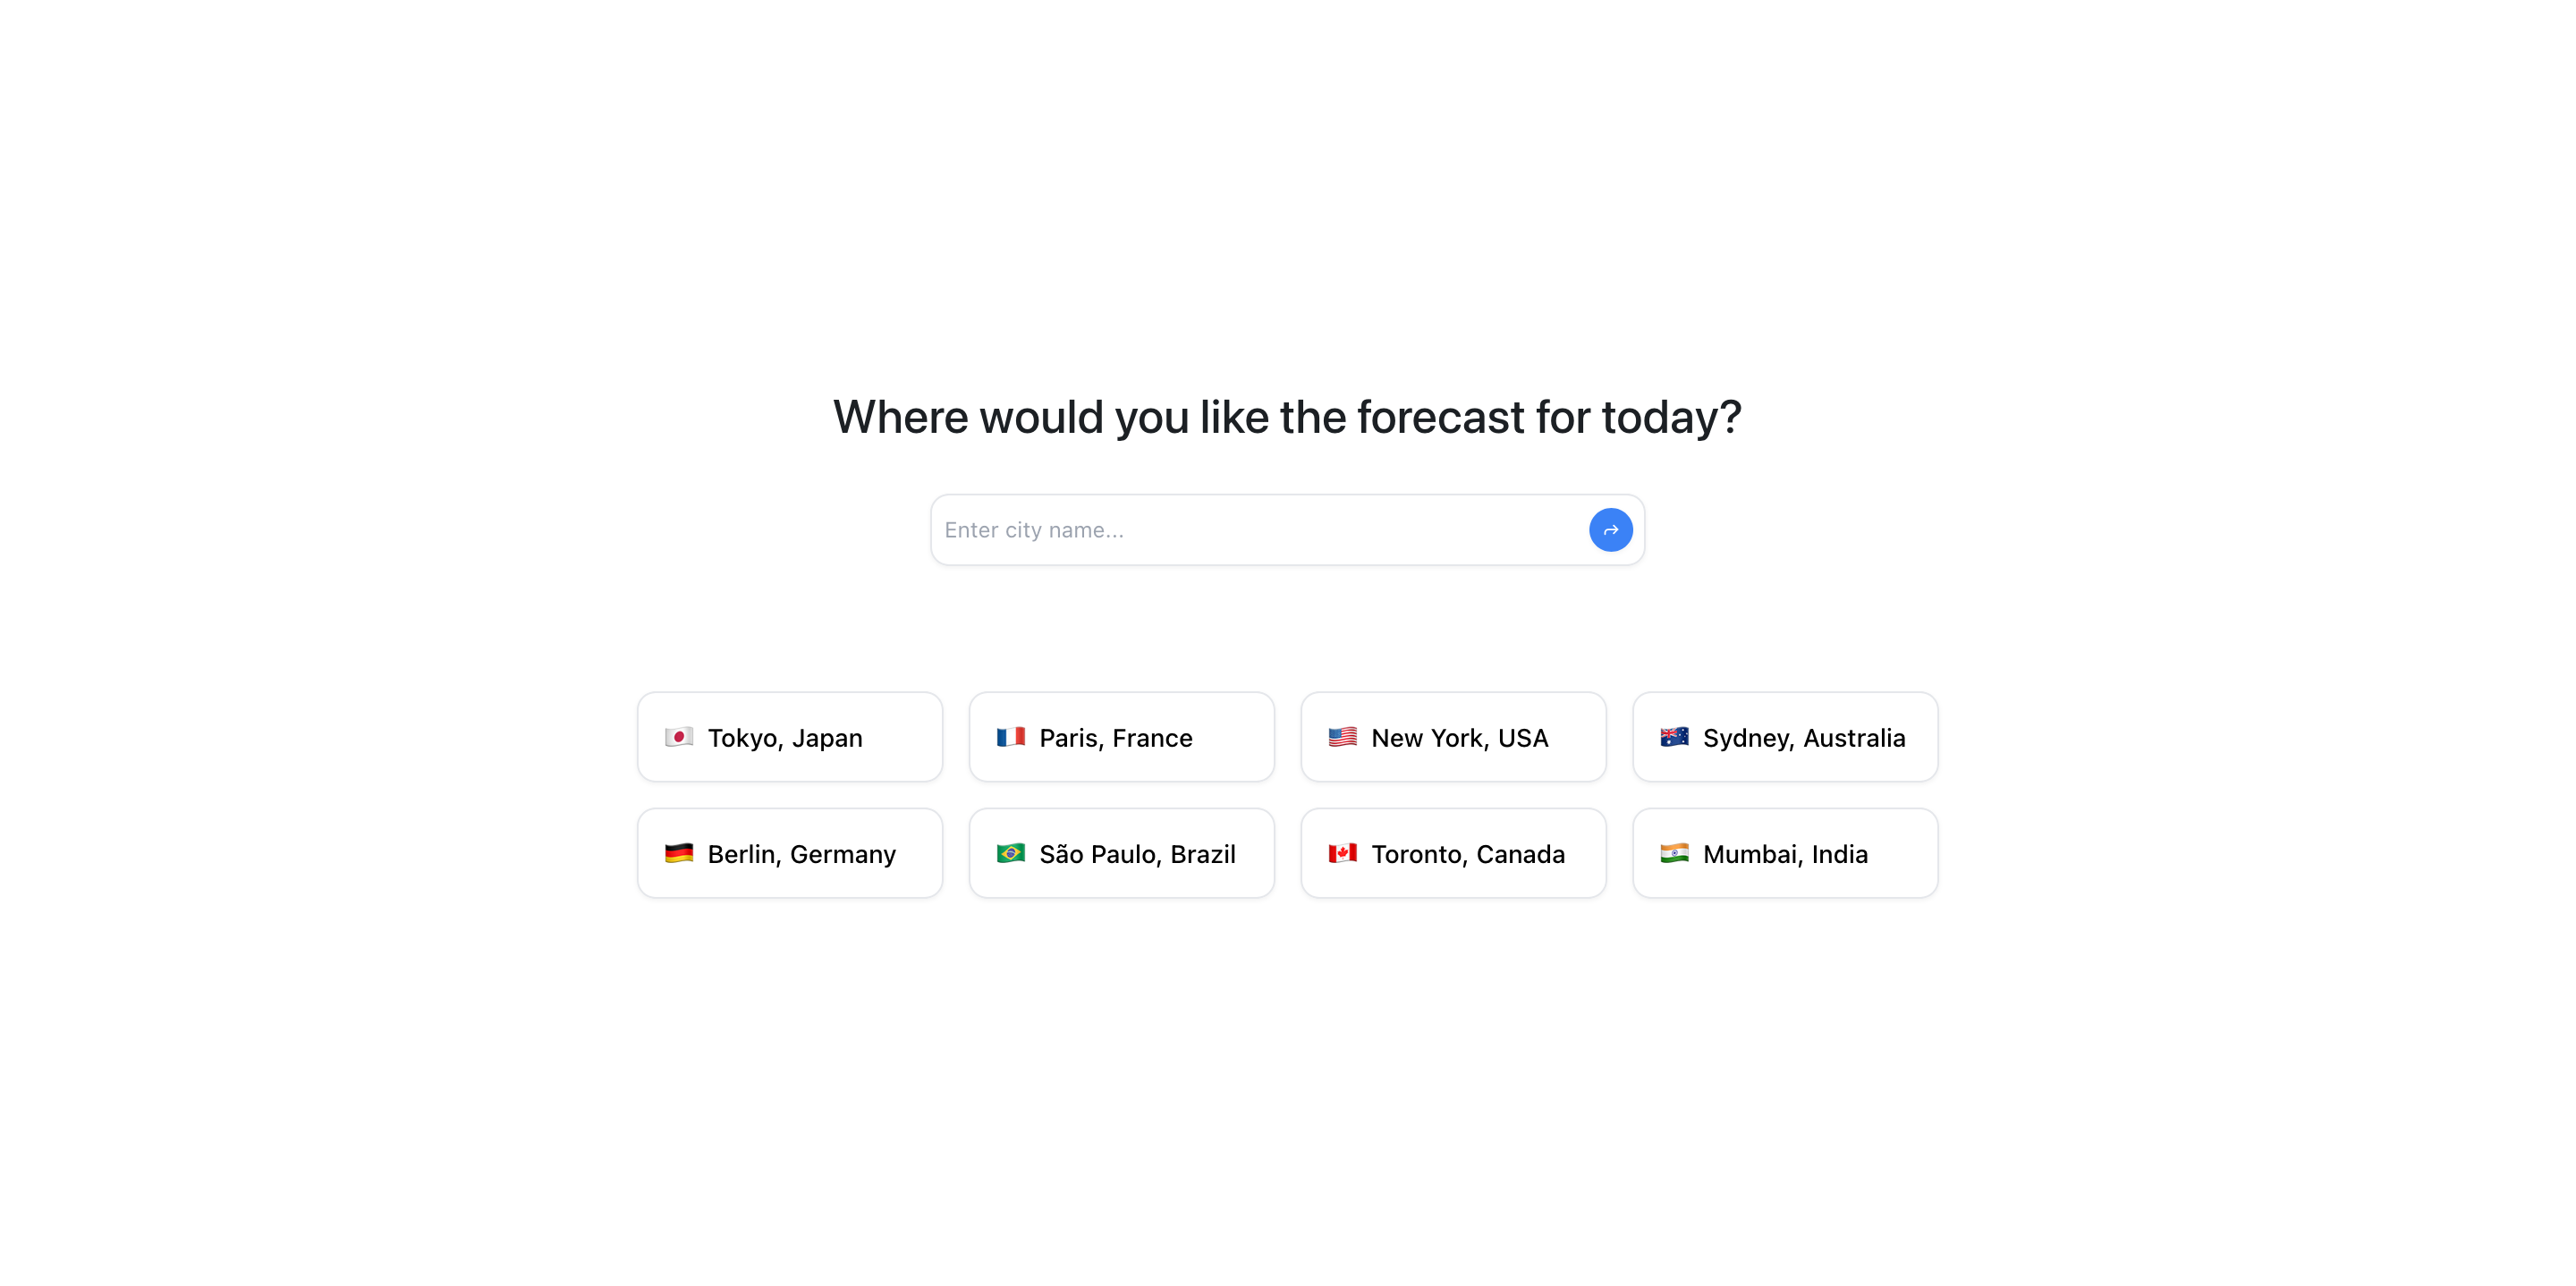 Where would you like the forecast for today?
Enter city name...
Tokyo, Japan
Paris, France
New York, USA
Sydney, Australia
Berlin, Germany
São Paulo, Brazil
Toronto, Canada
Mumbai, India